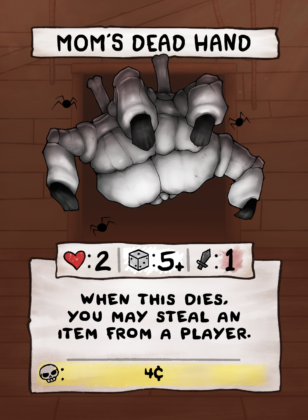 MOM'S DEAD HAND
:2 :5+ :1
WHEN THIS DIES,
YOU MAY STEAL AN
ITEM FROM A PLAYER.
: 4¢